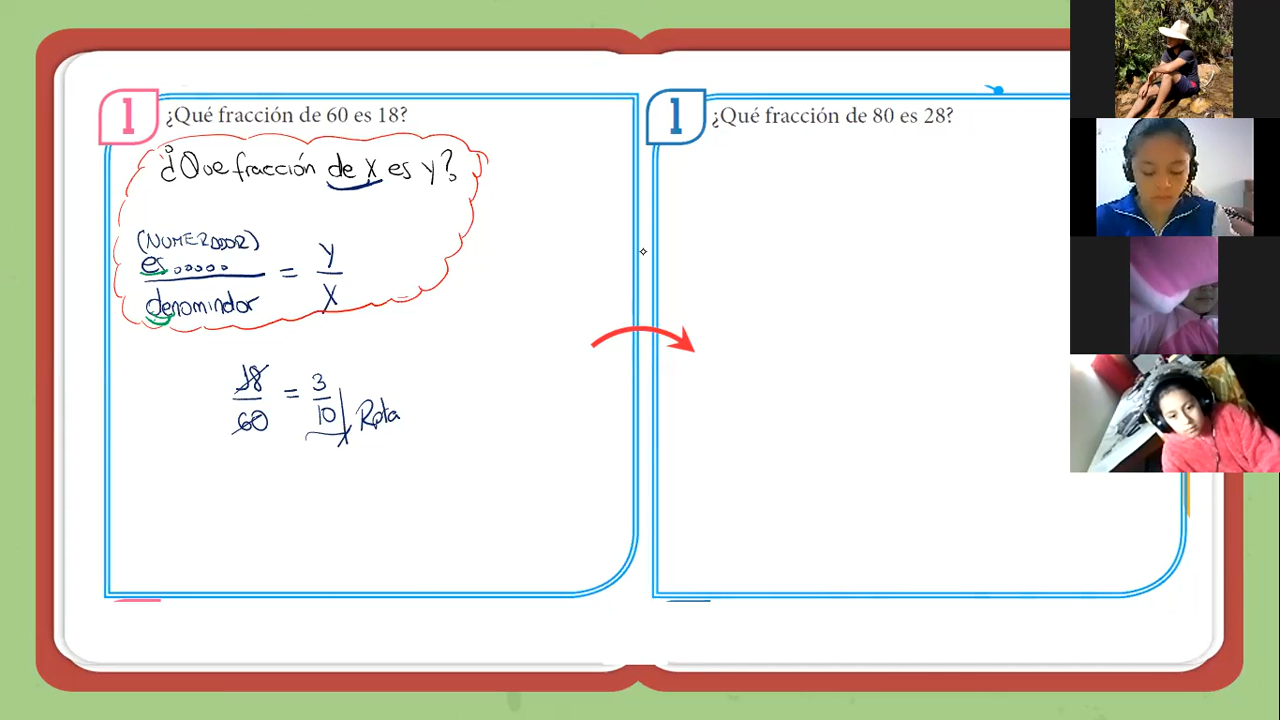 1 ¿Qué fracción de 60 es 18?
¿Que fracción de X es y?
(NUMERADOR)
es ..... = Y
denomindor X
18 = 3
60 10 Rpta
1 ¿Qué fracción de 80 es 28?